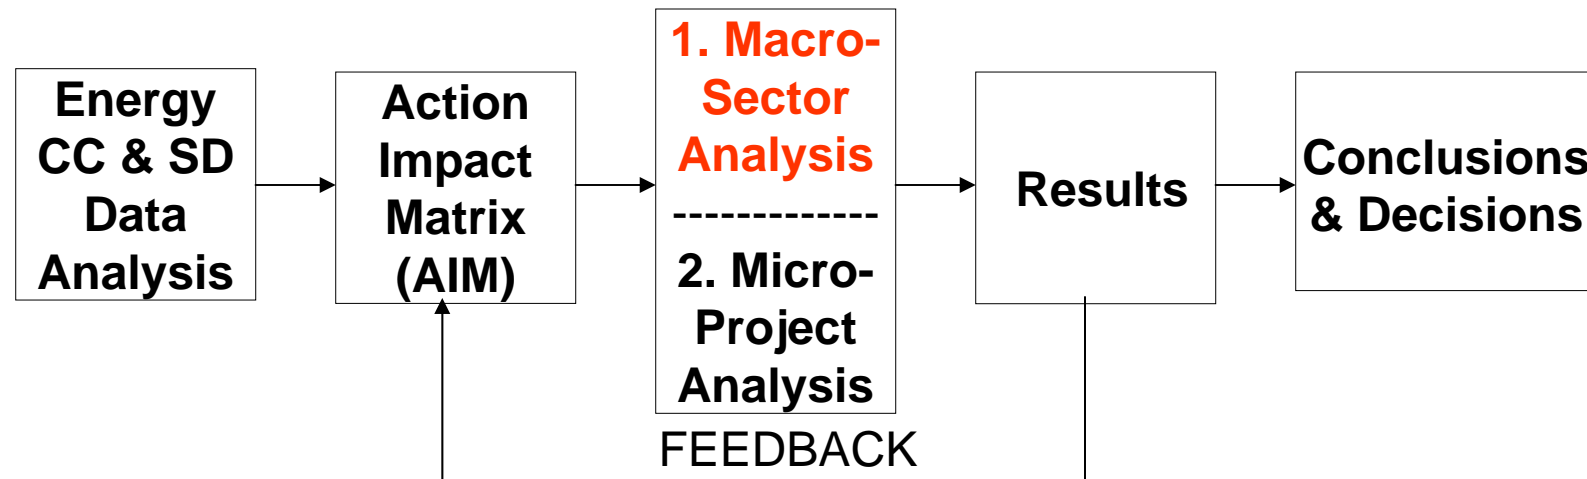 Energy
CC & SD
Data
Analysis
Action
Impact
Matrix
(AIM)
1. Macro-
Sector
Analysis
-------------
2. Micro-
Project
Analysis
Results
Conclusions
& Decisions
FEEDBACK